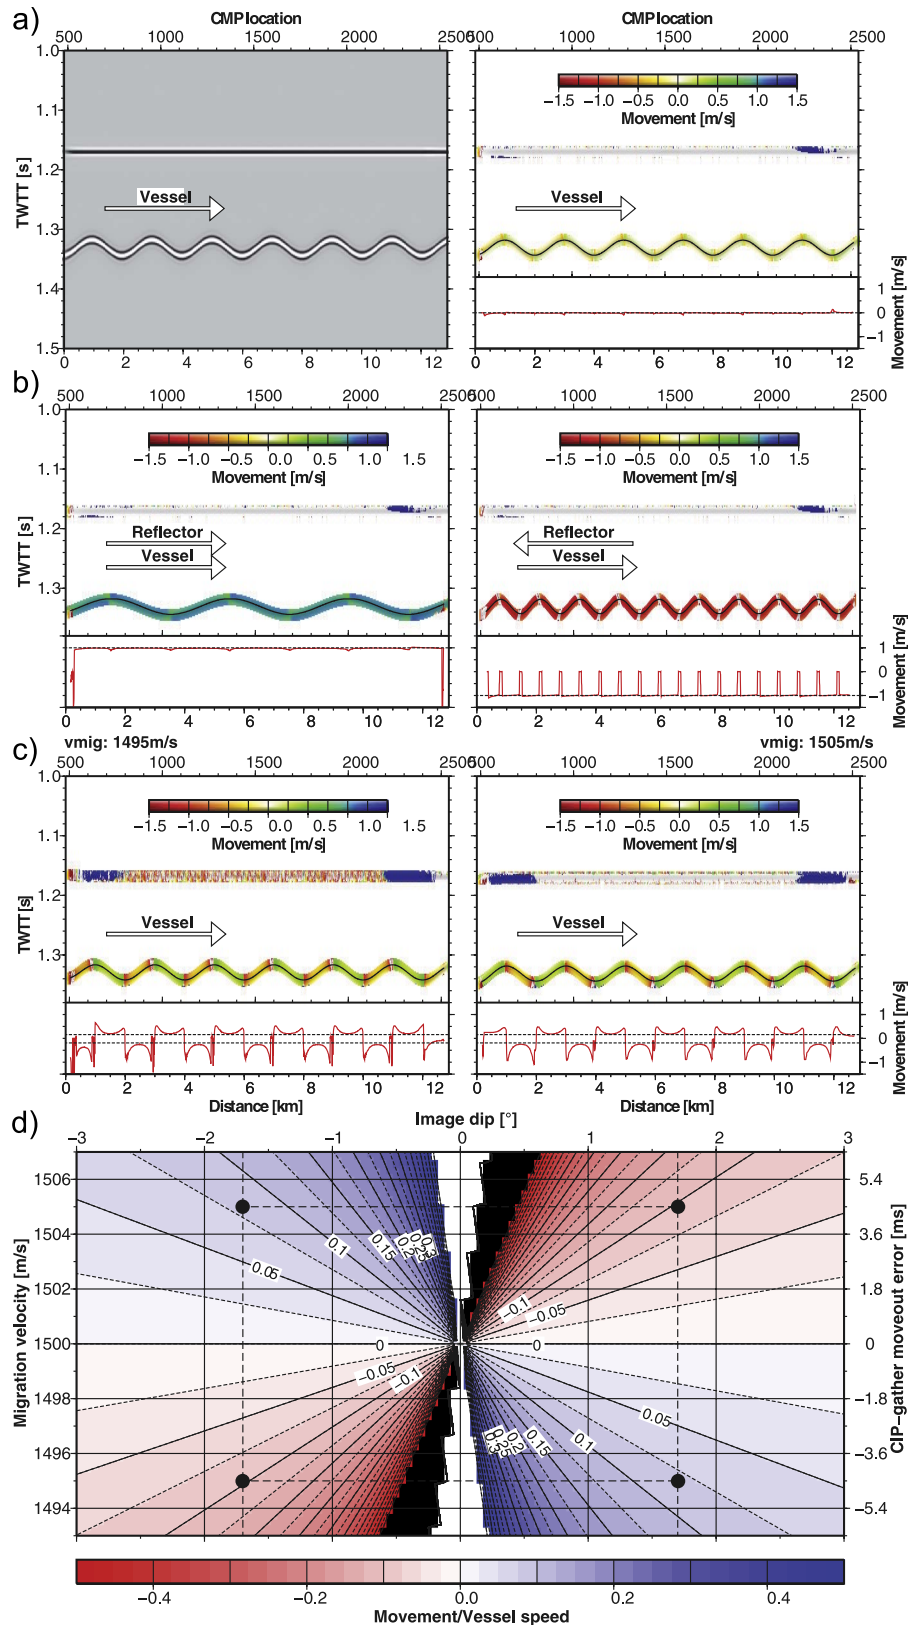 a)
CMP location
CMP location
500 1000 1500 2000 2500
500 1000 1500 2000 2500
1.0
1.1
1.2
1.3
1.4
1.5
TWTT [s]
Vessel
0 2 4 6 8 10 12
−1.5 −1.0 −0.5 0.0 0.5 1.0 1.5
Movement [m/s]
Vessel
1
0
−1
Movement [m/s]
0 2 4 6 8 10 12
b)
500 1000 1500 2000 2500
500 1000 1500 2000 2500
1.0
1.1
1.2
1.3
TWTT [s]
−1.5 −1.0 −0.5 0.0 0.5 1.0 1.5
Movement [m/s]
Reflector
Vessel
0 2 4 6 8 10 12
−1.5 −1.0 −0.5 0.0 0.5 1.0 1.5
Movement [m/s]
Reflector
Vessel
1
0
−1
Movement [m/s]
0 2 4 6 8 10 12
c)
vmig: 1495m/s
vmig: 1505m/s
500 1000 1500 2000 2500
500 1000 1500 2000 2500
1.0
1.1
1.2
1.3
TWTT [s]
−1.5 −1.0 −0.5 0.0 0.5 1.0 1.5
Movement [m/s]
Vessel
0 2 4 6 8 10 12
Distance [km]
−1.5 −1.0 −0.5 0.0 0.5 1.0 1.5
Movement [m/s]
Vessel
1
0
−1
Movement [m/s]
0 2 4 6 8 10 12
Distance [km]
d)
Image dip [°]
−3 −2 −1 0 1 2 3
1506
1504
1502
1500
1498
1496
1494
Migration velocity [m/s]
0.05 0.1 0.15 0.2 0.25 0.3
−0.1 −0.05
0 0
−0.05 −0.1
0.3 0.25 0.2 0.15 0.1 0.05
5.4
3.6
1.8
0
−1.8
−3.6
−5.4
CIP−gather moveout error [ms]
−0.4 −0.2 0.0 0.2 0.4
Movement/Vessel speed